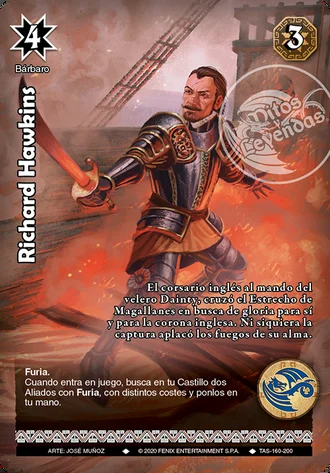 4
3
Bárbaro
Mitos
y
Leyendas
Richard Hawkins
El corsario inglés al mando del
velero Dainty, cruzó el Estrecho de
Magallanes en busca de gloria para sí
y para la corona inglesa. Ni siquiera la
captura aplacó los fuegos de su alma.
Furia.
Cuando entra en juego, busca en tu Castillo dos
Aliados con Furia, con distintos costes y ponlos en
tu mano.
ARTE: JOSÉ MUÑOZ ◆ © 2020 FENIX ENTERTAINMENT S.P.A. ◆ TAS-160-200